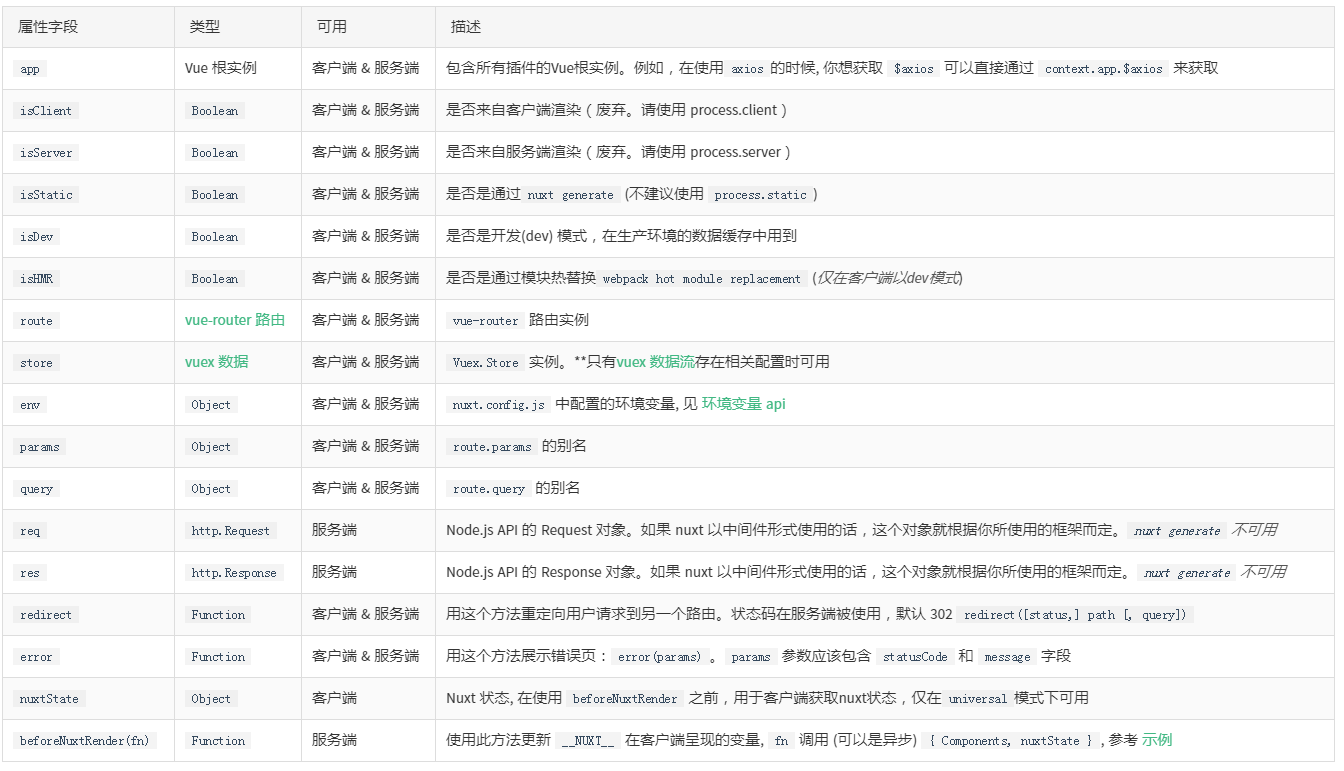 属性字段 类型 可用 描述
app Vue 根实例 客户端 & 服务端 包含所有插件的Vue根实例。例如，在使用 axios 的时候, 你想获取 $axios 可以直接通过 context.app.$axios 来获取
isClient Boolean 客户端 & 服务端 是否来自客户端渲染（废弃。请使用 process.client）
isServer Boolean 客户端 & 服务端 是否来自服务端渲染（废弃。请使用 process.server）
isStatic Boolean 客户端 & 服务端 是否是通过 nuxt generate (不建议使用 process.static )
isDev Boolean 客户端 & 服务端 是否是开发(dev) 模式，在生产环境的数据缓存中用到
isHMR Boolean 客户端 & 服务端 是否是通过模块热替换 webpack hot module replacement (仅在客户端以dev模式)
route vue-router 路由 客户端 & 服务端 vue-router 路由实例
store vuex 数据 客户端 & 服务端 Vuex.Store 实例。**只有vuex 数据流存在相关配置时可用
env Object 客户端 & 服务端 nuxt.config.js 中配置的环境变量, 见 环境变量 api
params Object 客户端 & 服务端 route.params 的别名
query Object 客户端 & 服务端 route.query 的别名
req http.Request 服务端 Node.js API 的 Request 对象。如果 nuxt 以中间件形式使用的话，这个对象就根据你所使用的框架而定。 nuxt generate 不可用
res http.Response 服务端 Node.js API 的 Response 对象。如果 nuxt 以中间件形式使用的话，这个对象就根据你所使用的框架而定。 nuxt generate 不可用
redirect Function 客户端 & 服务端 用这个方法重定向用户请求到另一个路由。状态码在服务端被使用，默认 302 redirect([status,] path [, query])
error Function 客户端 & 服务端 用这个方法展示错误页： error(params) 。 params 参数应该包含 statusCode 和 message 字段
nuxtState Object 客户端 Nuxt 状态, 在使用 beforeNuxtRender 之前，用于客户端获取nuxt状态，仅在 universal 模式下可用
beforeNuxtRender(fn) Function 服务端 使用此方法更新 __NUXT__ 在客户端呈现的变量, fn 调用 (可以是异步) { Components, nuxtState } , 参考 示例